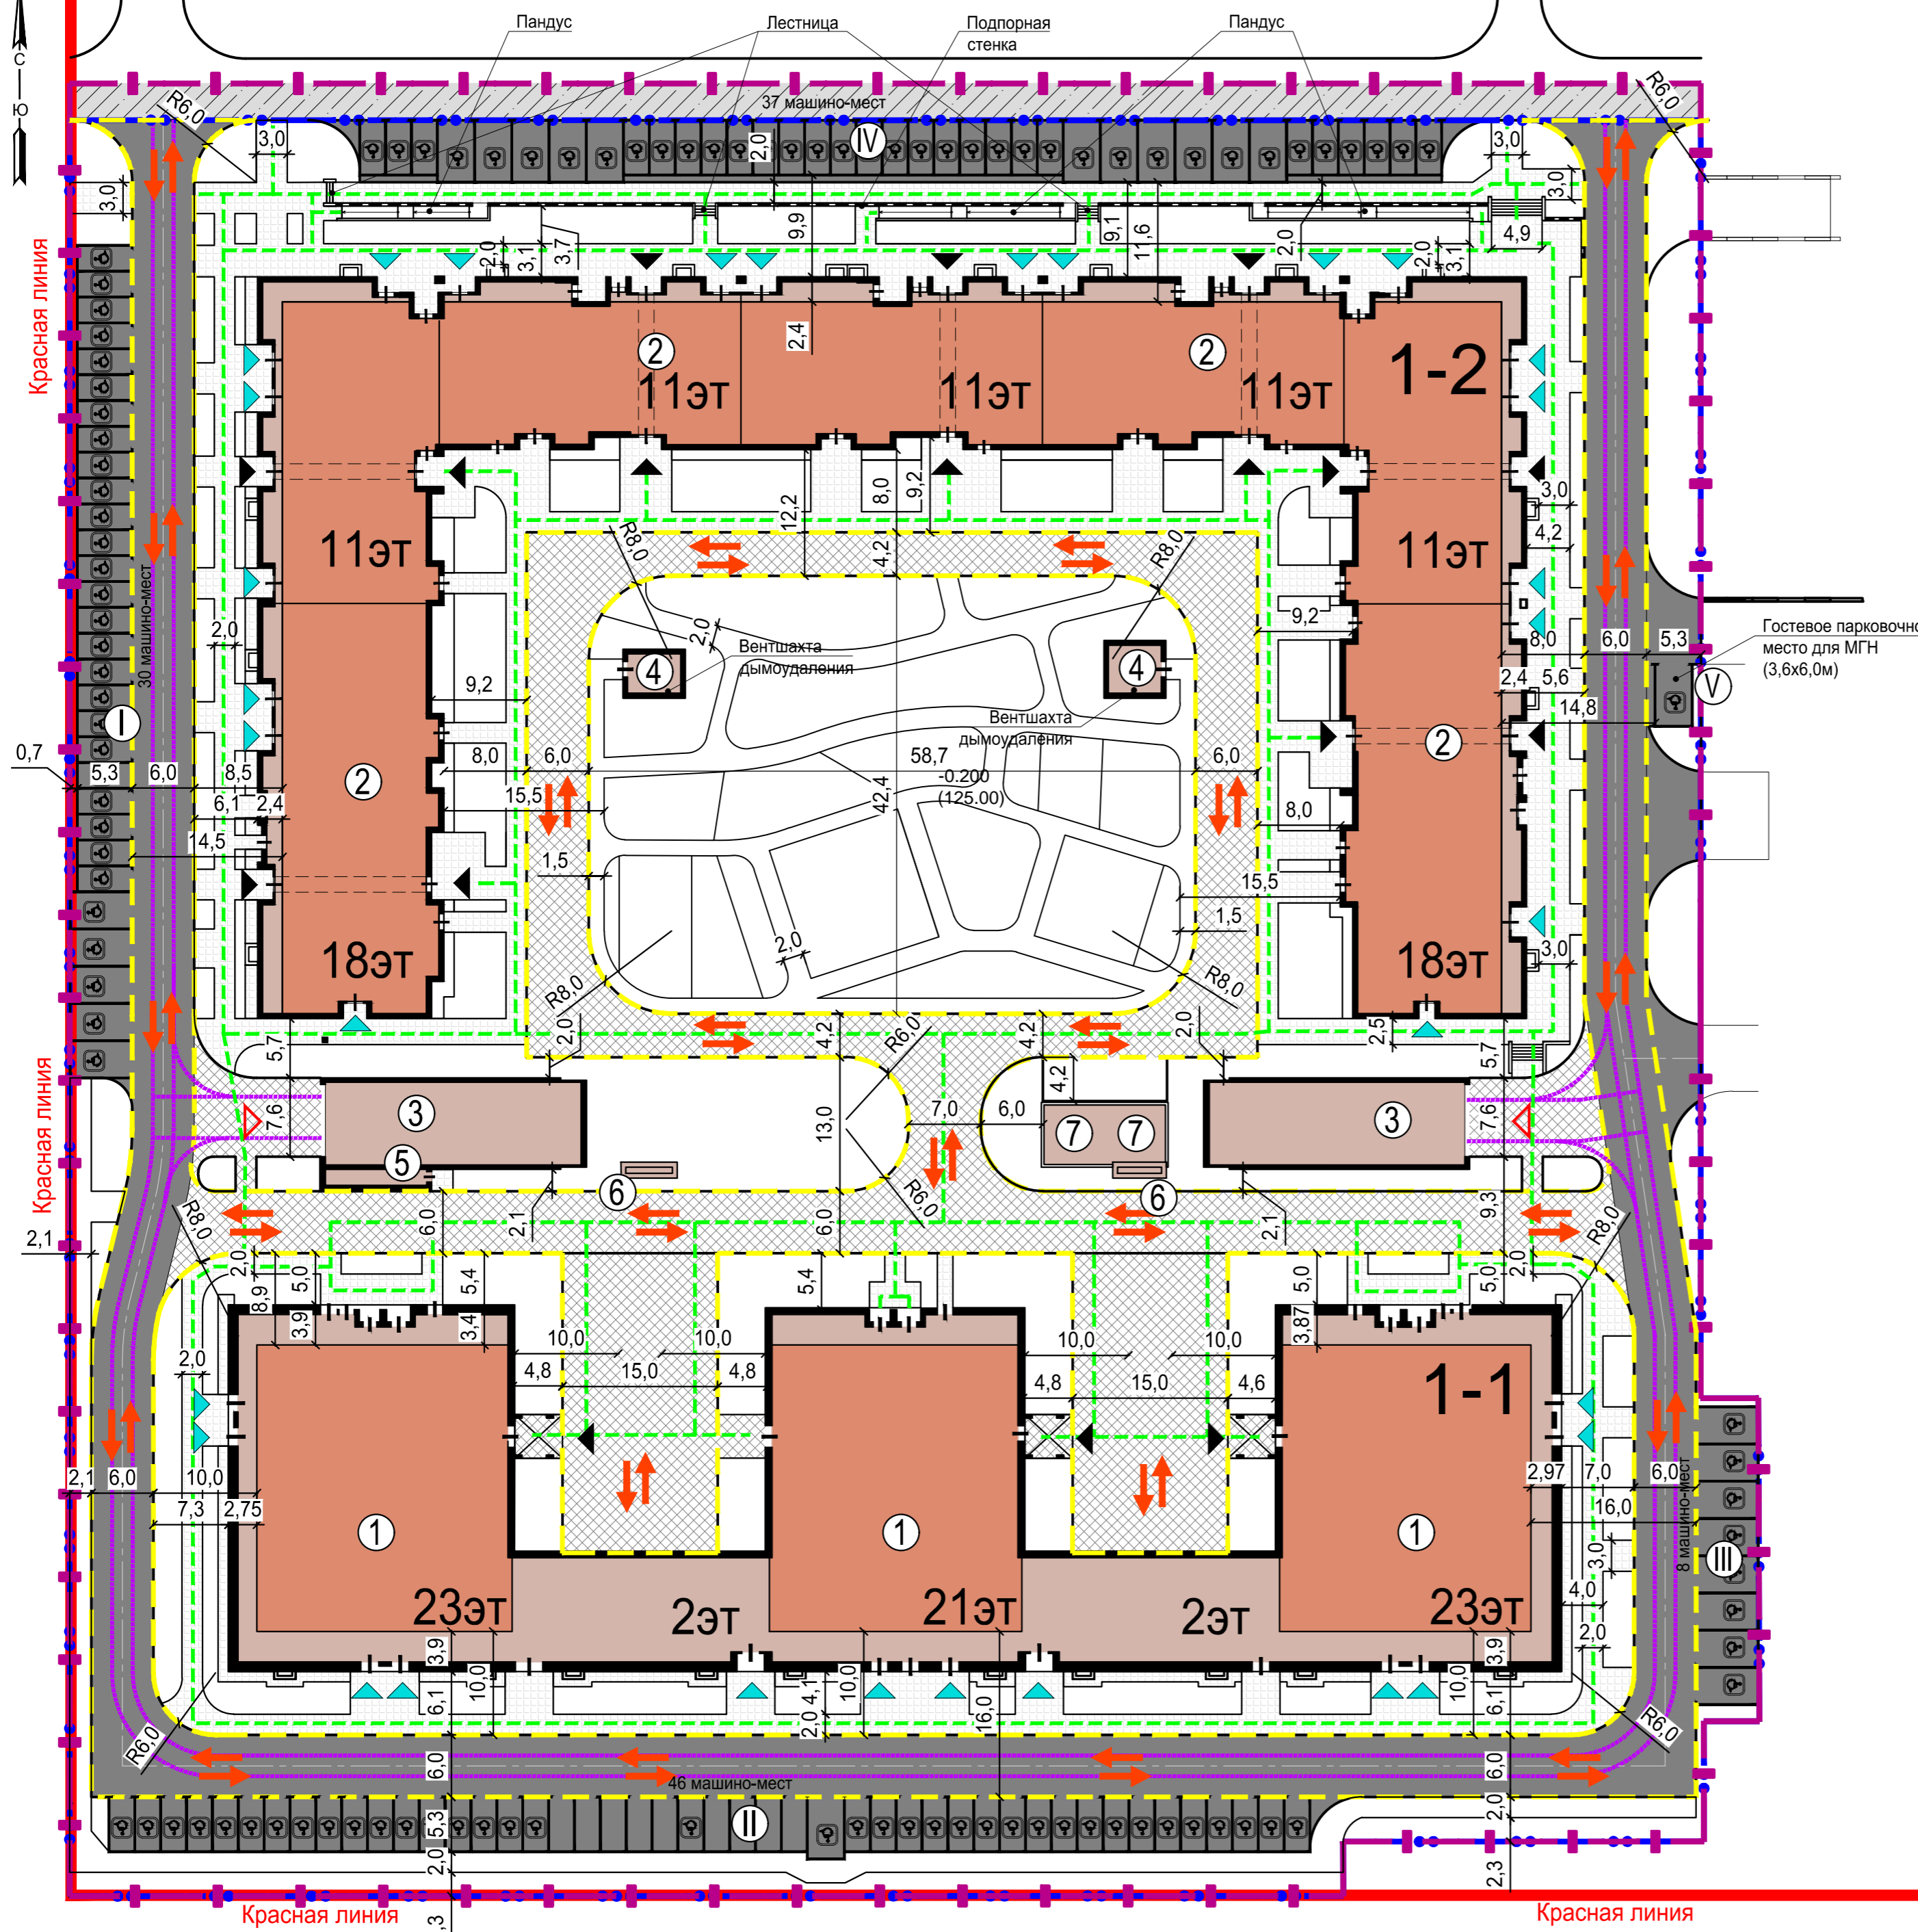 Пандус
Лестница
Подпорная
стенка
Пандус
С
Ю
37 машино-мест
R6,0
R6,0
IV
3,0
2,0
3,0
3,0
3,0
9,9
9,1
11,6
2,0
4,9
2,0
3,1
3,7
2,0
3,1
Красная линия
2,4
2
2
1-2
11эт
11эт
11эт
12,2
8,0
9,2
3,0
4,2
R8,0
R8,0
4,2
11эт
11эт
30 машино-мест
2,0
2,0
9,2
8,0
6,0
5,3
Гостевое парковочно
место для МГН
(3,6х6,0м)
Вентшахта
дымоудаления
4
4
9,2
2,4
5,6
V
14,8
I
Вентшахта
дымоудаления
2
2
0,7
5,3
6,0
8,5
8,0
6,0
58,7
-0.200
(125.00)
6,0
6,1
2,4
15,5
42,4
8,0
14,5
1,5
15,5
1,5
2,0
18эт
18эт
3,0
R8,0
R8,0
5,7
2,0
4,2
R6,0
4,2
2,0
2,5
5,7
Красная линия
7,6
3
4,2
7,0
6,0
7
7
3
7,6
13,0
5
6
6
R6,0
R8,0
6,0
2,1
6,0
2,1
9,3
R8,0
2,1
2,0
5,0
5,4
5,4
5,0
5,0
2,0
8,9
3,9
3,4
3,87
10,0
10,0
10,0
10,0
2,0
4,8
15,0
4,8
4,8
15,0
4,6
1-1
2,1
6,0
10,0
2,97
7,0
6,0
7,3
2,75
16,0
1
1
1
8 машино-мест
III
3,0
4,0
23эт
2эт
21эт
2эт
23эт
3,9
3,9
2,0
10,0
6,1
4,1
2,0
10,0
16,0
10,0
6,1
R6,0
R6,0
6,0
6,0
46 машино-мест
II
5,3
2,0
2,0
2,3
Красная линия
,3
Красная линия